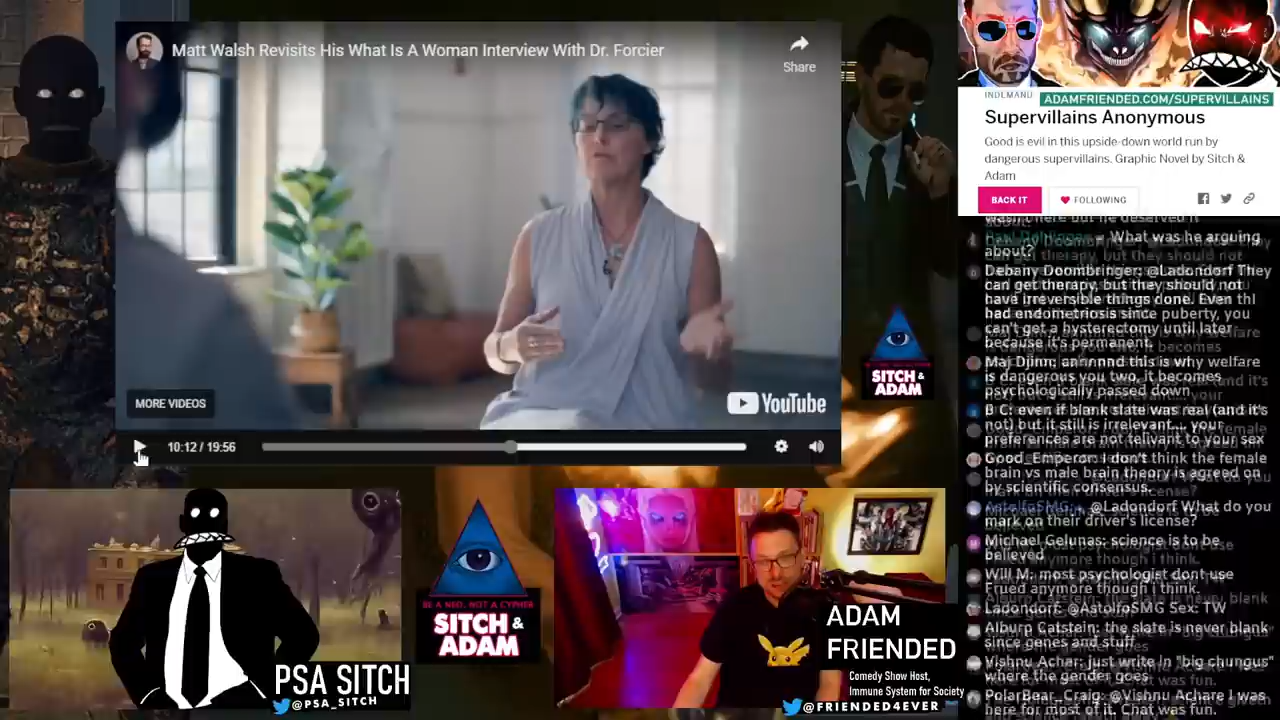 Matt Walsh Revisits His What Is A Woman Interview With Dr. Forcier
Share
MORE VIDEOS
YouTube
10:12 / 19:56
INDEMAND
ADAMFRIENDED.COM/SUPERVILLAINS
Supervillains Anonymous
Good is evil in this upside-down world run by
dangerous supervillains. Graphic Novel by Sitch &
Adam
BACK IT
FOLLOWING
What was he arguing
about?
Debany Doombringer: @Ladondorf They
can get therapy, but they should not
have irreversible things done. Even tho I
had endometriosis since puberty, you
can't get a hysterectomy until later
because it's permanent.
Maj Djinn: annnnd this is why welfare
is dangerous you two, it becomes
psychologically passed down
B C: even if blank slate was real (and it's
not) but it still is irrelevant.... your
preferences are not telivant to your sex
Good_Emperor: I don't think the female
brain vs male brain theory is agreed on
by scientific consensus.
AstolfoSMG: @Ladondorf What do you
mark on their driver's license?
Michael Gelunas: science is to be
believed
Will M: most psychologist dont use
Frued anymore though i think.
Ladondorf: @AstolfoSMG Sex: TW
Alburn Catstein: the slate is never blank
since genes and stuff
Vishnu Achar: just write in "big chungus"
where the gender goes
PolarBear_Craig: @Vishnu Achare I was
here for most of it. Chat was fun.
SITCH &
ADAM
BE A NEO, NOT A CYPHER
SITCH &
ADAM
PSA SITCH
@PSA_SITCH
ADAM
FRIENDED
Comedy Show Host,
Immune System for Society
@FRIENDED4EVER